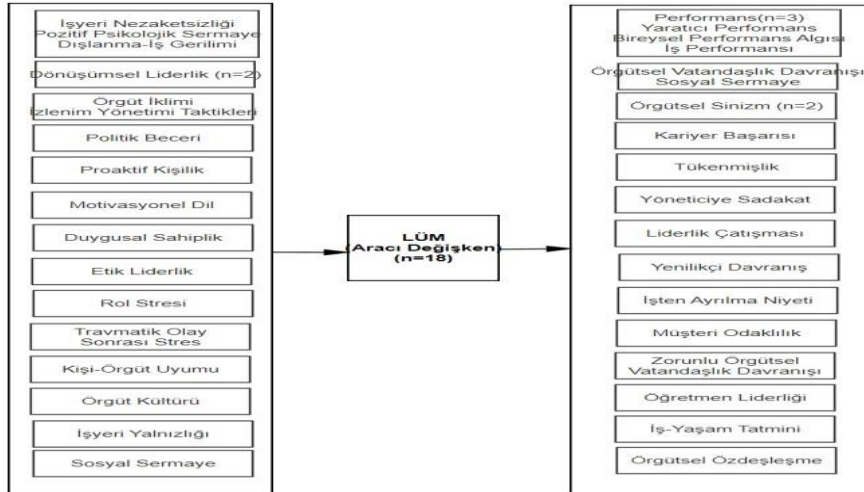 İşyeri Nezaketsizliği
Pozitif Psikolojik Sermaye
Dışlanma-İş Gerilimi
Dönüşümsel Liderlik (n=2)
Örgüt İklimi
İzlenim Yönetimi Taktikleri
Politik Beceri
Proaktif Kişilik
Motivasyonel Dil
Duygusal Sahiplik
Etik Liderlik
Rol Stresi
Travmatik Olay
Sonrası Stres
Kişi-Örgüt Uyumu
Örgüt Kültürü
İşyeri Yalnızlığı
Sosyal Sermaye
LÜM
(Aracı Değişken)
(n=18)
Performans(n=3)
Yaratıcı Performans
Bireysel Performans Algısı
İş Performansı
Örgütsel Vatandaşlık Davranışı
Sosyal Sermaye
Örgütsel Sinizm (n=2)
Kariyer Başarısı
Tükenmişlik
Yöneticiye Sadakat
Liderlik Çatışması
Yenilikçi Davranış
İşten Ayrılma Niyeti
Müşteri Odaklılık
Zorunlu Örgütsel
Vatandaşlık Davranışı
Öğretmen Liderliği
İş-Yaşam Tatmini
Örgütsel Özdeşleşme